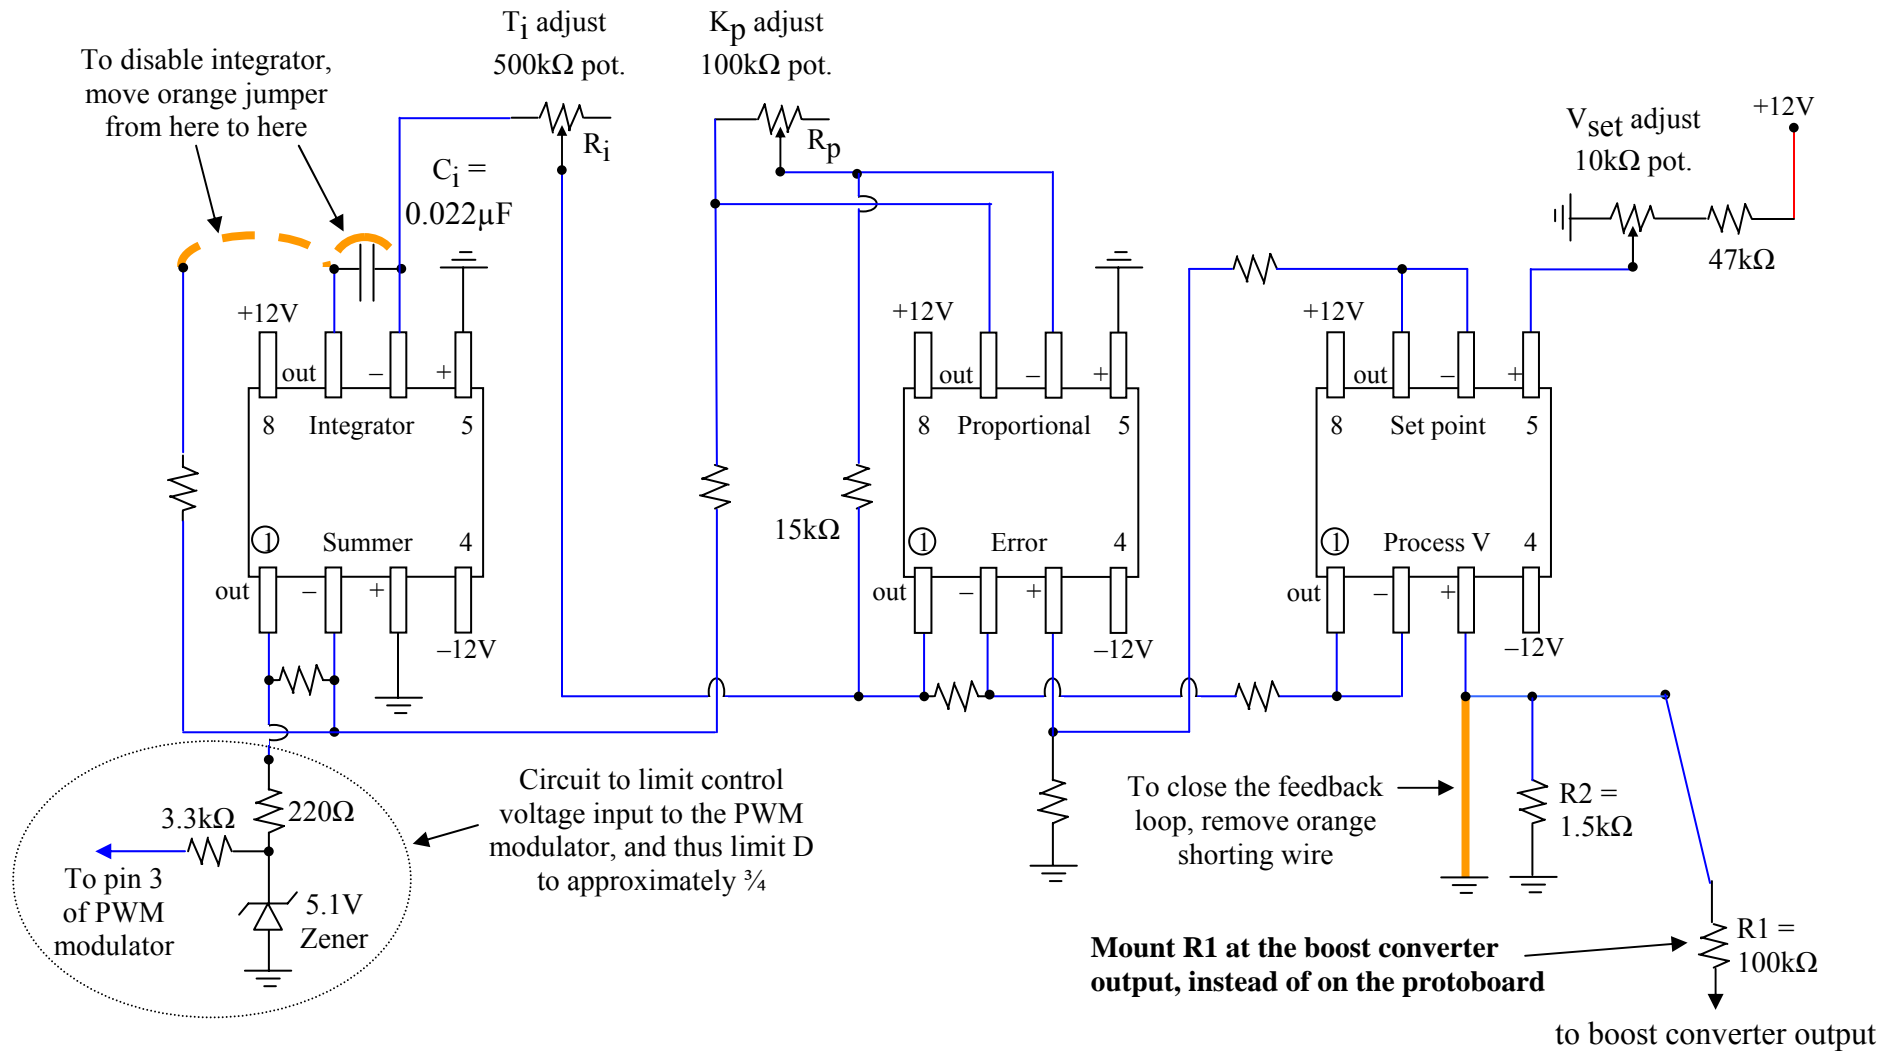 To disable integrator,
move orange jumper
from here to here
Ti adjust
500kΩ pot.
Kp adjust
100kΩ pot.
Ri
Rp
Ci =
0.022µF
Vset adjust
10kΩ pot.
+12V
47kΩ
+12V
out
–
+
8
Integrator
5
1
Summer
4
out
–
+
–12V
+12V
out
–
+
8
Proportional
5
15kΩ
1
Error
4
out
–
+
–12V
+12V
out
–
+
8
Set point
5
1
Process V
4
out
–
+
–12V
3.3kΩ
220Ω
To pin 3
of PWM
modulator
5.1V
Zener
Circuit to limit control
voltage input to the PWM
modulator, and thus limit D
to approximately ¾
To close the feedback
loop, remove orange
shorting wire
R2 =
1.5kΩ
Mount R1 at the boost converter
output, instead of on the protoboard
R1 =
100kΩ
to boost converter output